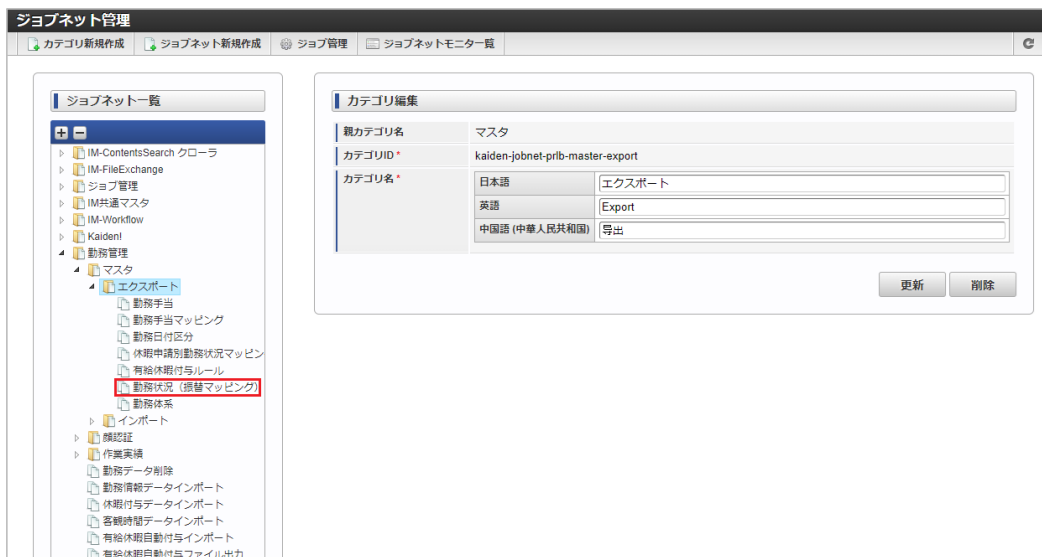 ジョブネット管理
カテゴリ新規作成 ジョブネット新規作成 ジョブ管理 ジョブネットモニタ一覧
ジョブネット一覧
IM-ContentsSearch クローラ
IM-FileExchange
ジョブ管理
IM共通マスタ
IM-Workflow
Kaiden!
勤務管理
マスタ
エクスポート
勤務手当
勤務手当マッピング
勤務日付区分
休暇申請別勤務状況マッピン
有給休暇付与ルール
勤務状況（振替マッピング）
勤務体系
インポート
顔認証
作業実績
勤務データ削除
勤務情報データインポート
休暇付与データインポート
客観時間データインポート
有給休暇自動付与インポート
有給休暇自動付与ファイル出力
カテゴリ編集
親カテゴリ名 マスタ
カテゴリID * kaiden-jobnet-prlb-master-export
カテゴリ名 * 日本語 エクスポート
英語 Export
中国語 (中華人民共和国) 导出
更新 削除